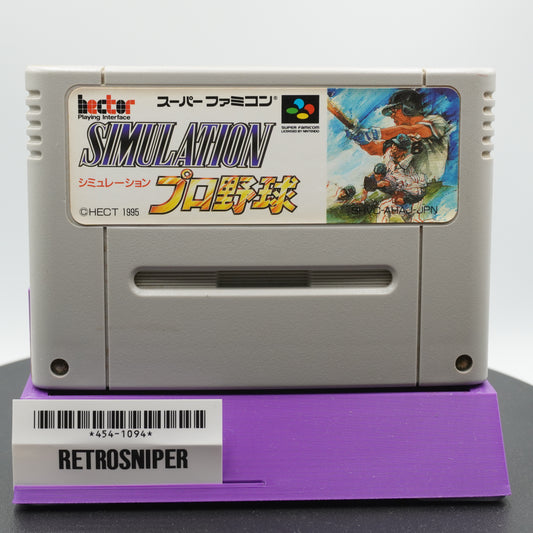 hector
Playing Interface
スーパーファミコン®
SUPER FAMICOM
LICENSED BY NINTENDO
SIMULATION
シミュレーション
プロ野球
©HECT 1995
SHVC-AHAJ-JPN
*454-1094*
RETROSNIPER